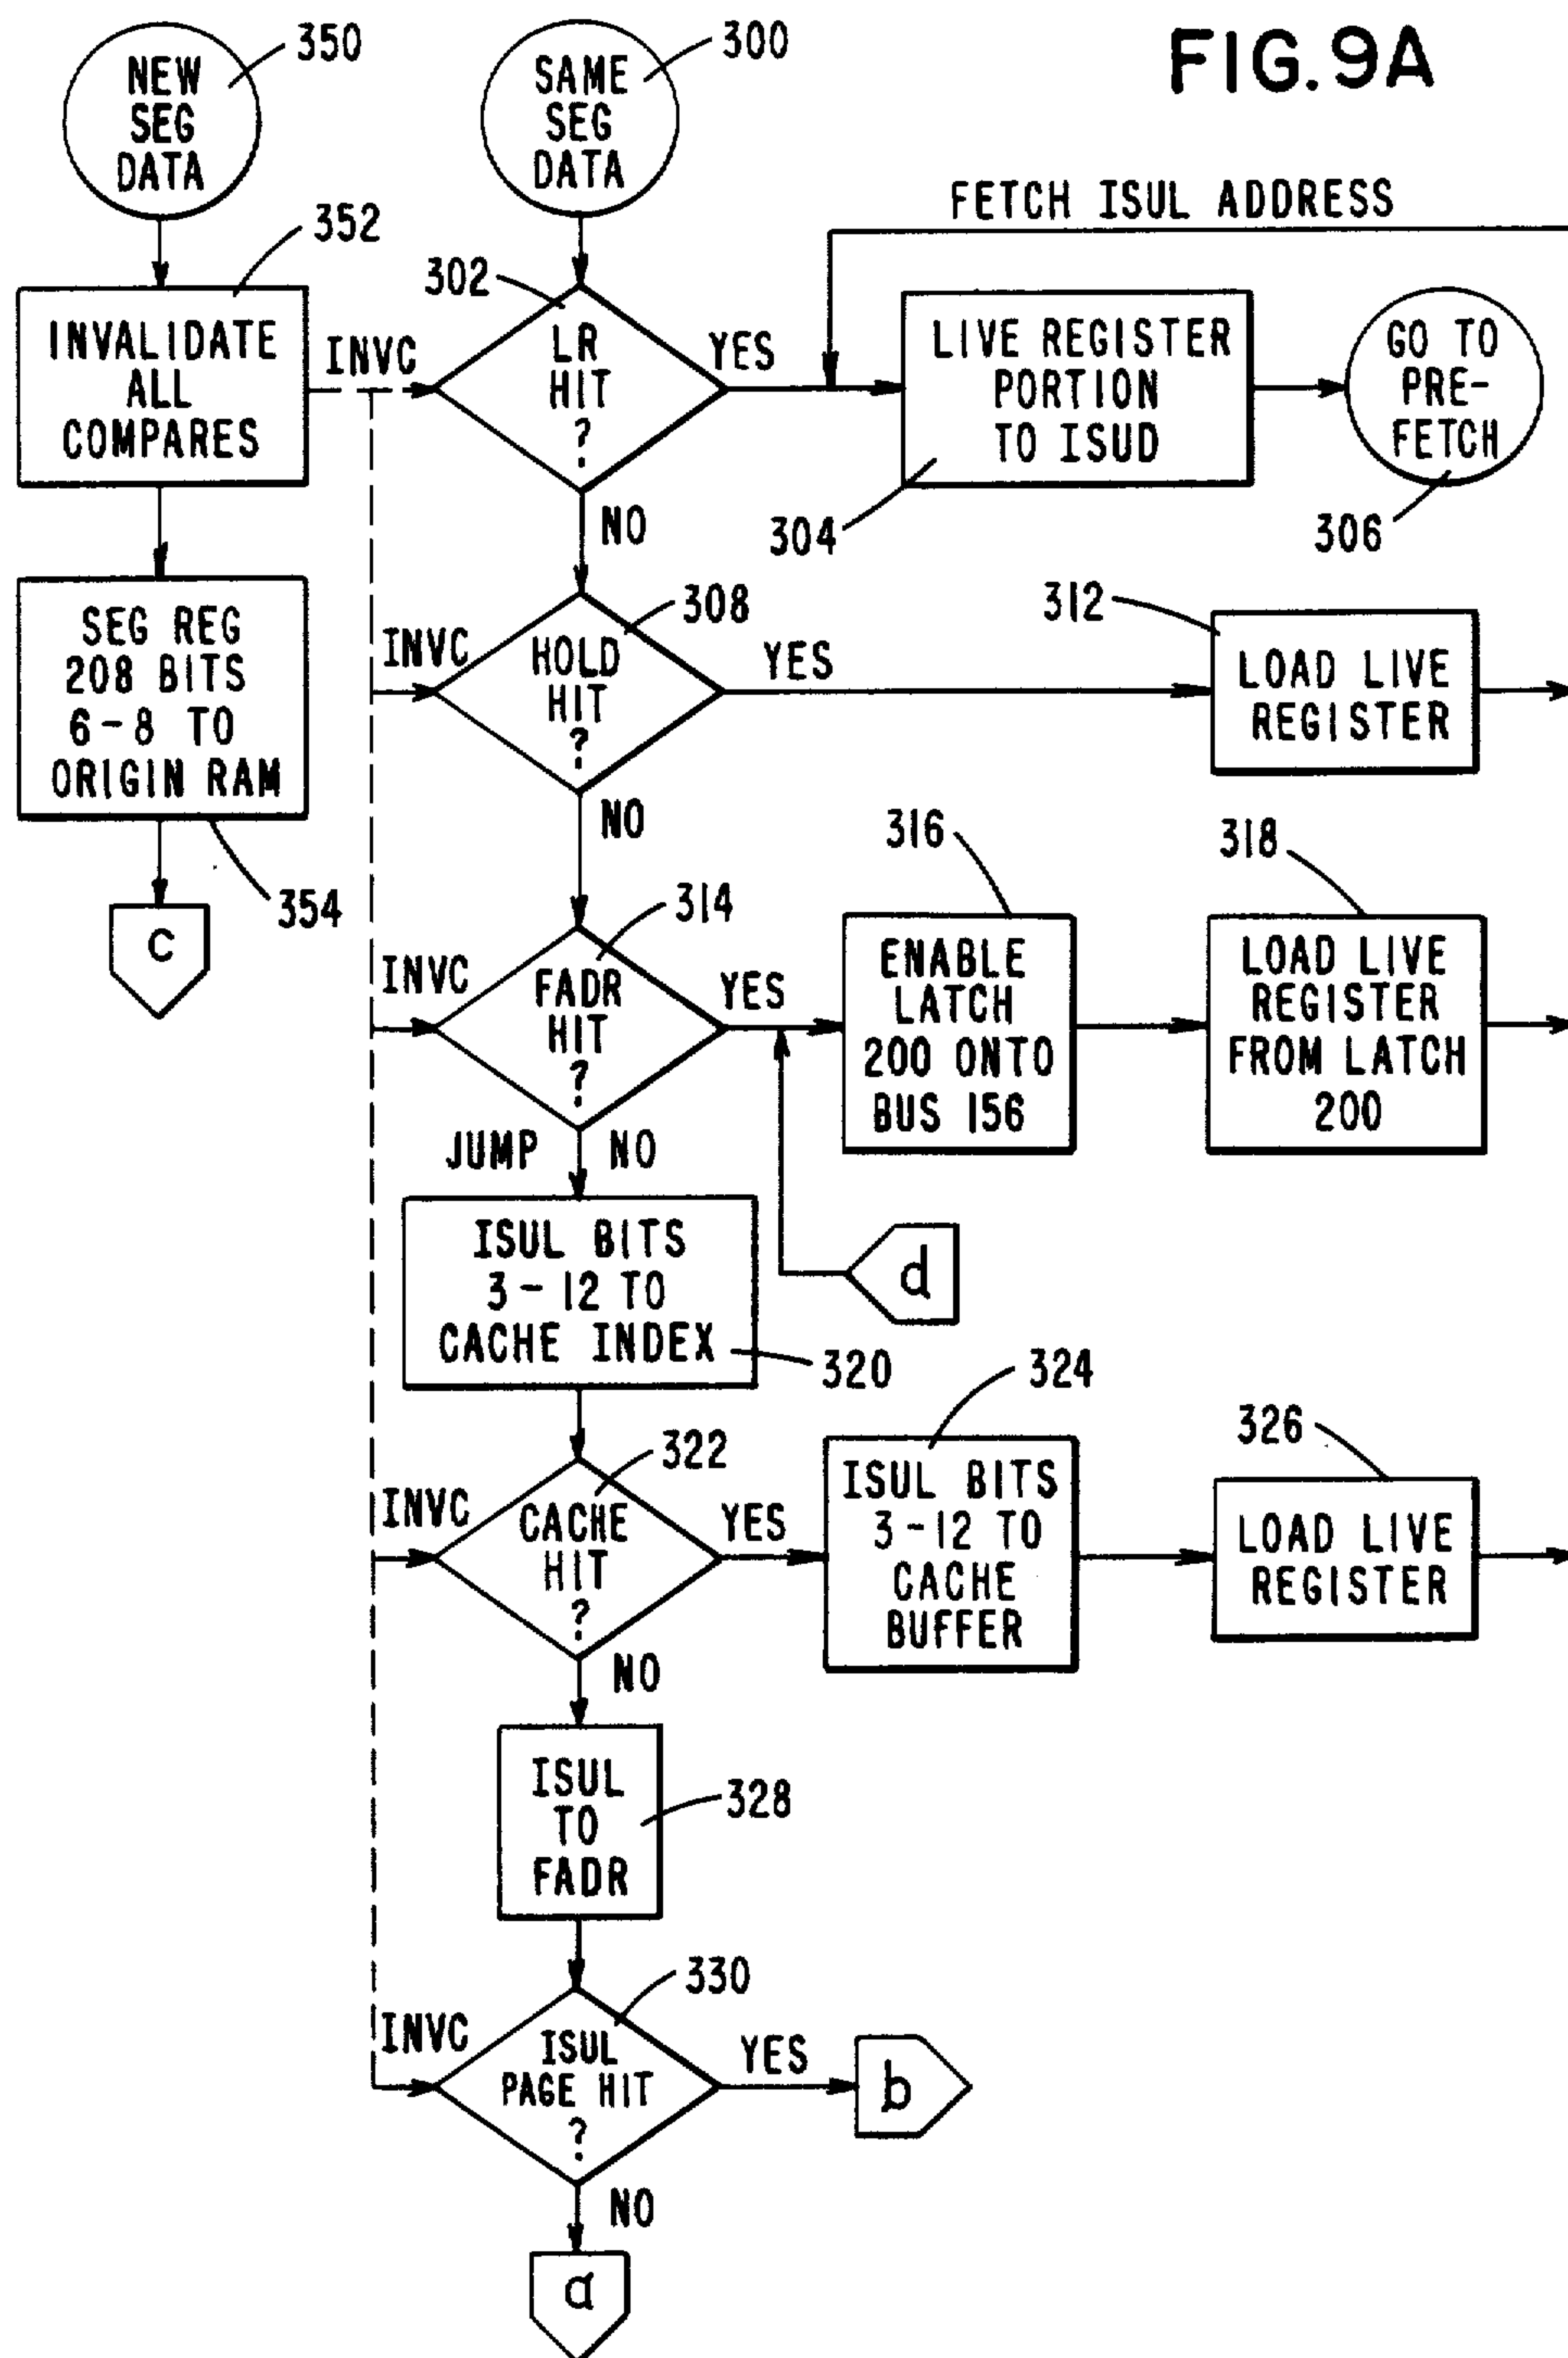 FIG.9A
350
NEW
SEG
DATA
300
SAME
SEG
DATA
FETCH ISUL ADDRESS
352
INVALIDATE
ALL
COMPARES
INVC
302
LR
HIT
?
YES
LIVE REGISTER
PORTION
TO ISUD
304
GO TO
PRE-
FETCH
306
NO
SEG REG
208 BITS
6-8 TO
ORIGIN RAM
354
c
INVC
308
HOLD
HIT
?
YES
312
LOAD LIVE
REGISTER
NO
INVC
314
FADR
HIT
?
YES
316
ENABLE
LATCH
200 ONTO
BUS 156
318
LOAD LIVE
REGISTER
FROM LATCH
200
JUMP NO
d
ISUL BITS
3-12 TO
CACHE INDEX
320
INVC
322
CACHE
HIT
?
YES
324
ISUL BITS
3-12 TO
CACHE
BUFFER
326
LOAD LIVE
REGISTER
NO
ISUL
TO
FADR
328
INVC
330
ISUL
PAGE HIT
?
YES
b
NO
a